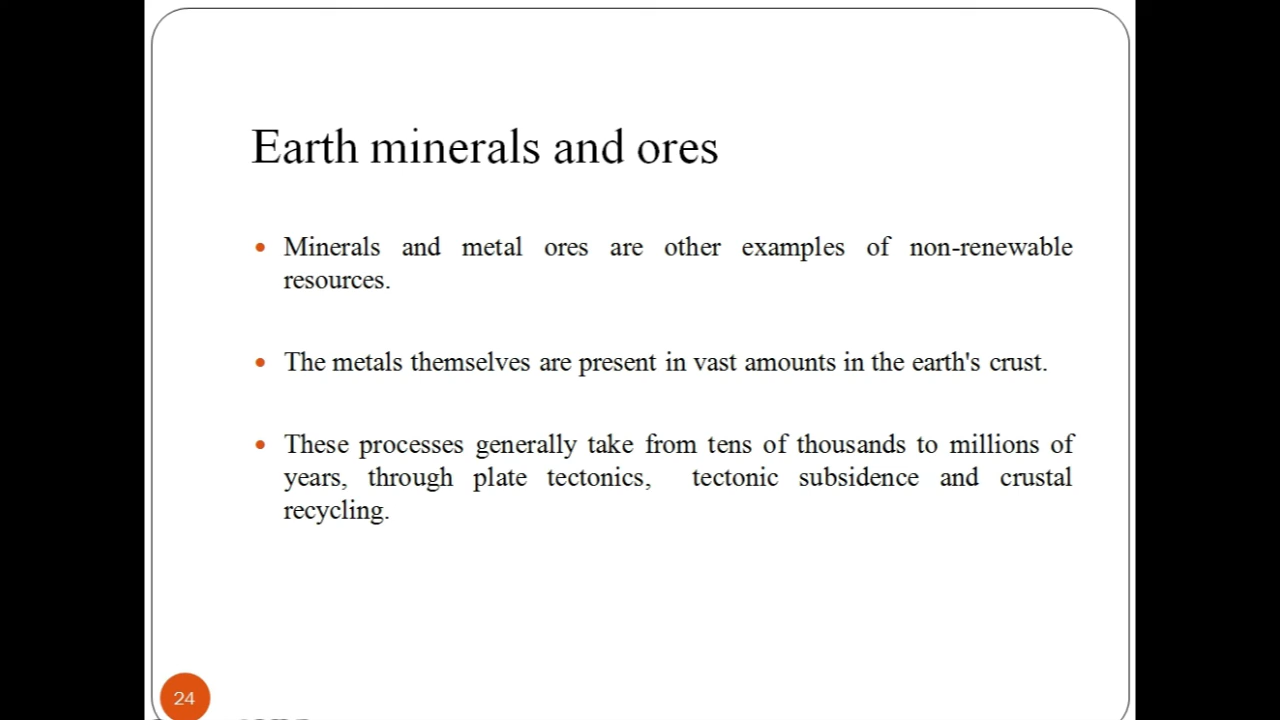 Earth minerals and ores
• Minerals and metal ores are other examples of non-renewable
resources.
• The metals themselves are present in vast amounts in the earth's crust.
• These processes generally take from tens of thousands to millions of
years, through plate tectonics, tectonic subsidence and crustal
recycling.
24